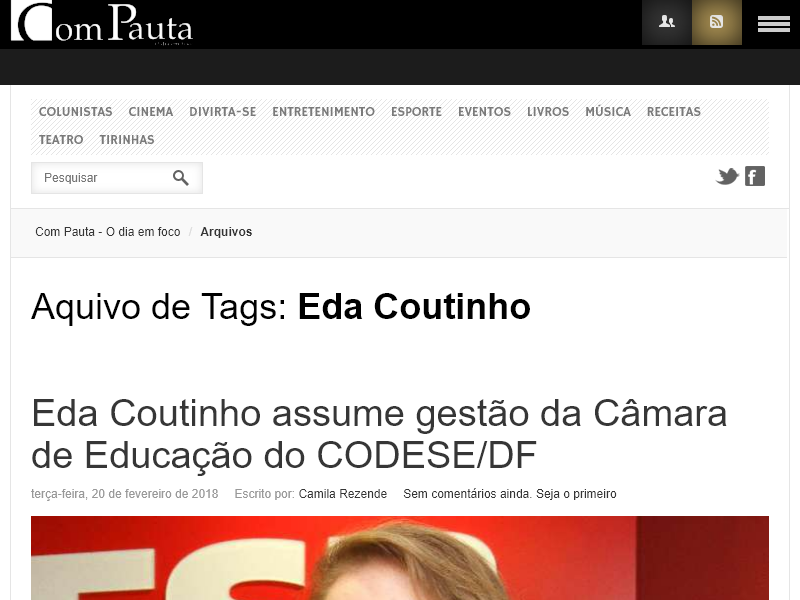 Com Pauta
COLUNISTAS CINEMA DIVIRTA-SE ENTRETENIMENTO ESPORTE EVENTOS LIVROS MÚSICA RECEITAS
TEATRO TIRINHAS
Pesquisar
Com Pauta - O dia em foco / Arquivos
Aquivo de Tags: Eda Coutinho
Eda Coutinho assume gestão da Câmara
de Educação do CODESE/DF
terça-feira, 20 de fevereiro de 2018 Escrito por: Camila Rezende Sem comentários ainda. Seja o primeiro